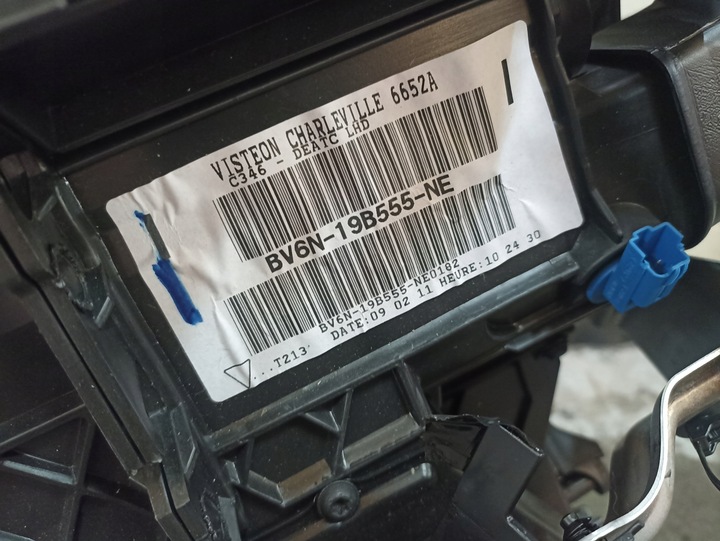 VISTEON CHARLEVILLE 6652A
C346 - DEATC LHD
BV6N-19B555-NE
BV6N-19B555-NE0182
DATE:09 02 11 HEURE:10 24 30
...T213